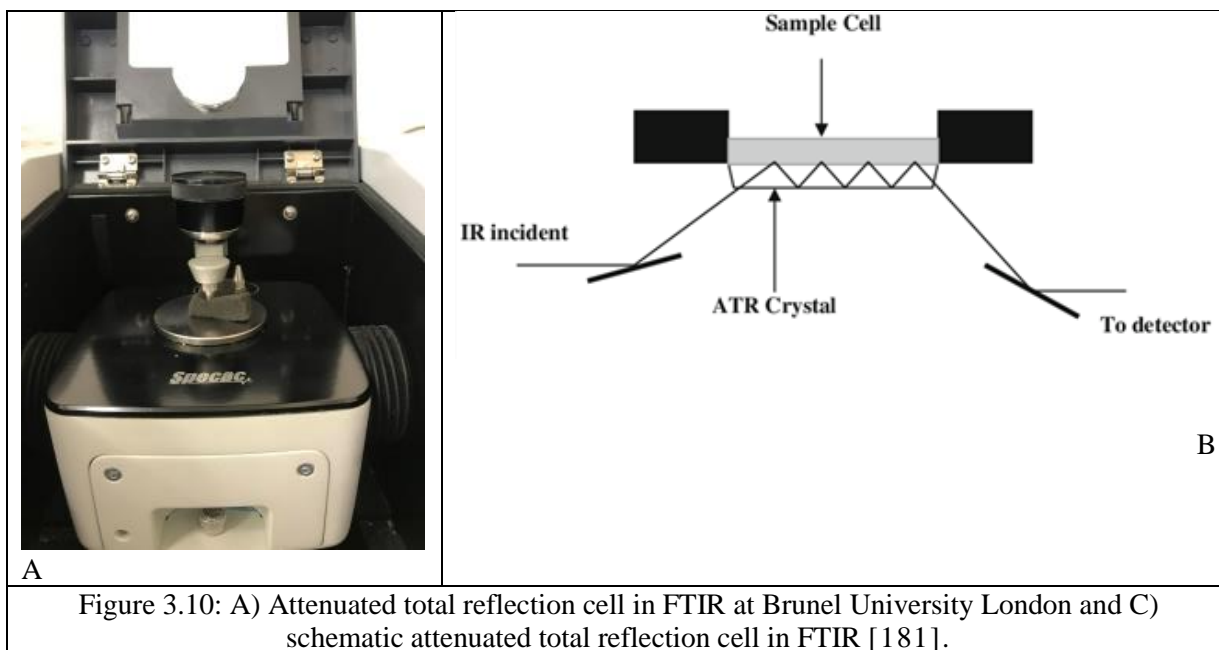 Specac
A
Sample Cell
IR incident
ATR Crystal
To detector
B
Figure 3.10: A) Attenuated total reflection cell in FTIR at Brunel University London and C)
schematic attenuated total reflection cell in FTIR [181].